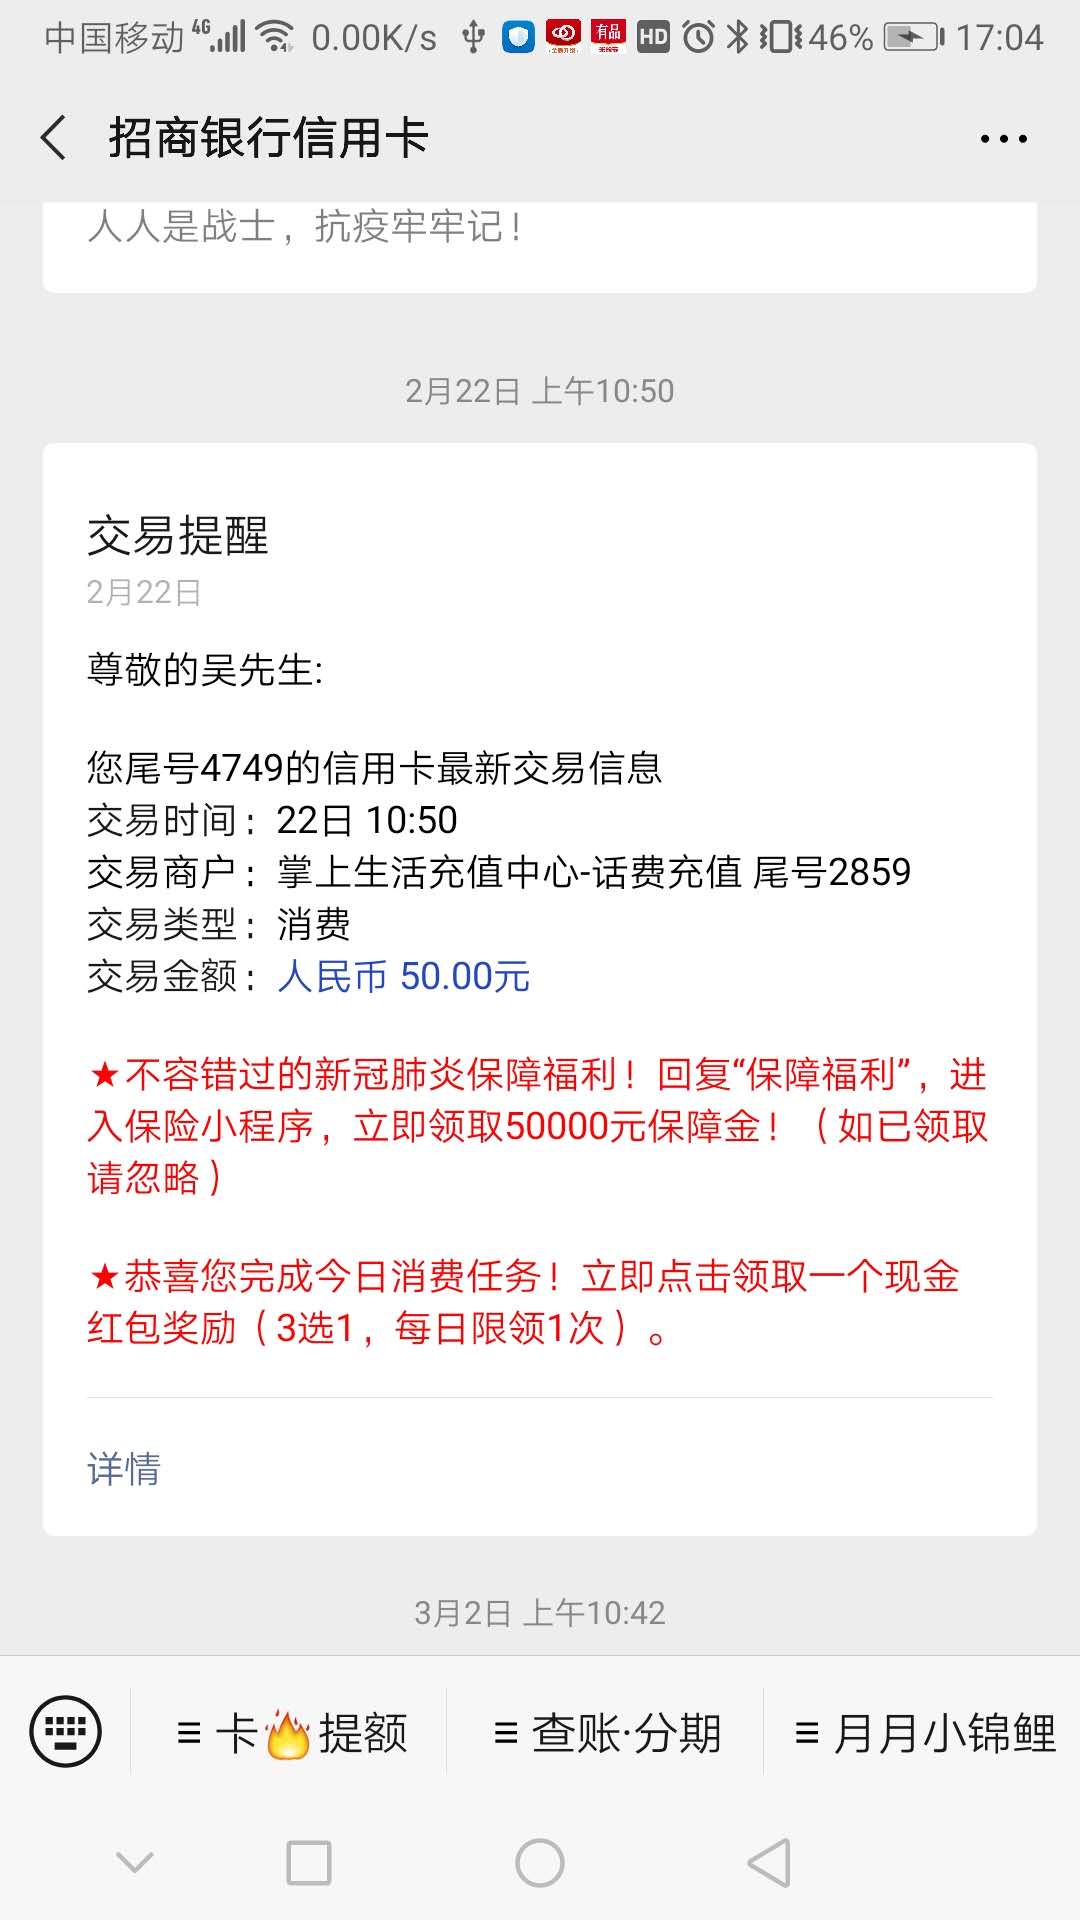 中国移动 4G 0.00K/s HD 46% 17:04
招商银行信用卡
人人是战士，抗疫牢牢记！
2月22日 上午10:50
交易提醒
2月22日
尊敬的吴先生:
您尾号4749的信用卡最新交易信息
交易时间：22日 10:50
交易商户：掌上生活充值中心-话费充值 尾号2859
交易类型：消费
交易金额：人民币 50.00元
★不容错过的新冠肺炎保障福利！回复“保障福利”，进
入保险小程序，立即领取50000元保障金！（如已领取
请忽略）
★恭喜您完成今日消费任务！立即点击领取一个现金
红包奖励（3选1，每日限领1次）。
详情
3月2日 上午10:42
卡🔥提额
查账·分期
月月小锦鲤